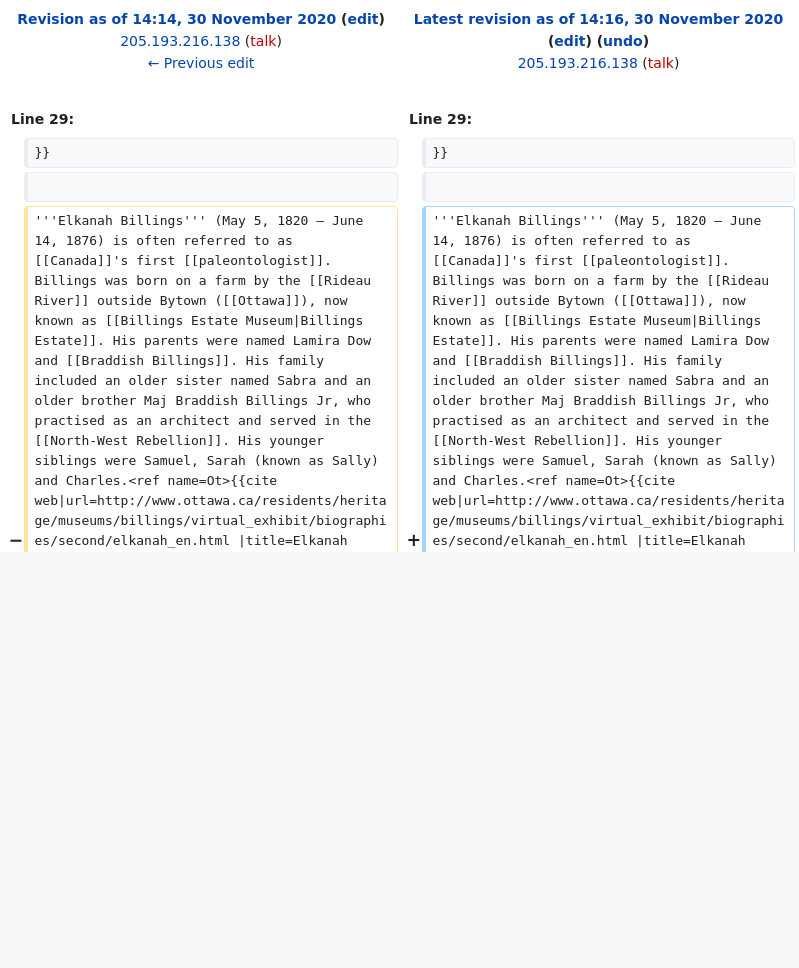 Revision as of 14:14, 30 November 2020 (edit)
205.193.216.138 (talk)
← Previous edit
Latest revision as of 14:16, 30 November 2020
(edit) (undo)
205.193.216.138 (talk)
Line 29:
Line 29:
}}
}}
'''Elkanah Billings''' (May 5, 1820 – June
14, 1876) is often referred to as
[[Canada]]'s first [[paleontologist]].
Billings was born on a farm by the [[Rideau
River]] outside Bytown ([[Ottawa]]), now
known as [[Billings Estate Museum|Billings
Estate]]. His parents were named Lamira Dow
and [[Braddish Billings]]. His family
included an older sister named Sabra and an
older brother Maj Braddish Billings Jr, who
practised as an architect and served in the
[[North-West Rebellion]]. His younger
siblings were Samuel, Sarah (known as Sally)
and Charles.<ref name=Ot>{{cite
web|url=http://www.ottawa.ca/residents/herita
ge/museums/billings/virtual_exhibit/biographi
− es/second/elkanah_en.html |title=Elkanah
'''Elkanah Billings''' (May 5, 1820 – June
14, 1876) is often referred to as
[[Canada]]'s first [[paleontologist]].
Billings was born on a farm by the [[Rideau
River]] outside Bytown ([[Ottawa]]), now
known as [[Billings Estate Museum|Billings
Estate]]. His parents were named Lamira Dow
and [[Braddish Billings]]. His family
included an older sister named Sabra and an
older brother Maj Braddish Billings Jr, who
practised as an architect and served in the
[[North-West Rebellion]]. His younger
siblings were Samuel, Sarah (known as Sally)
and Charles.<ref name=Ot>{{cite
web|url=http://www.ottawa.ca/residents/herita
ge/museums/billings/virtual_exhibit/biographi
+ es/second/elkanah_en.html |title=Elkanah